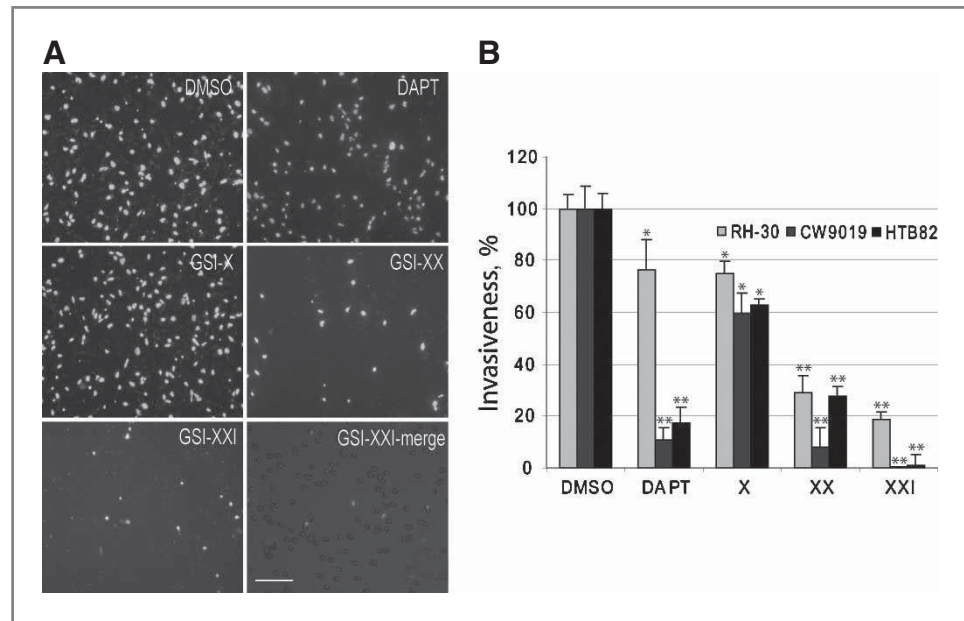 A
DMSO
DAPT
GSI-X
GSI-XX
GSI-XXI
GSI-XXI-merge
B
Invasiveness, %
120
100
80
60
40
20
0
RH-30 CW9019 HTB82
*
**
**
*
*
*
**
**
**
**
**
**
DMSO DAPT X XX XXI